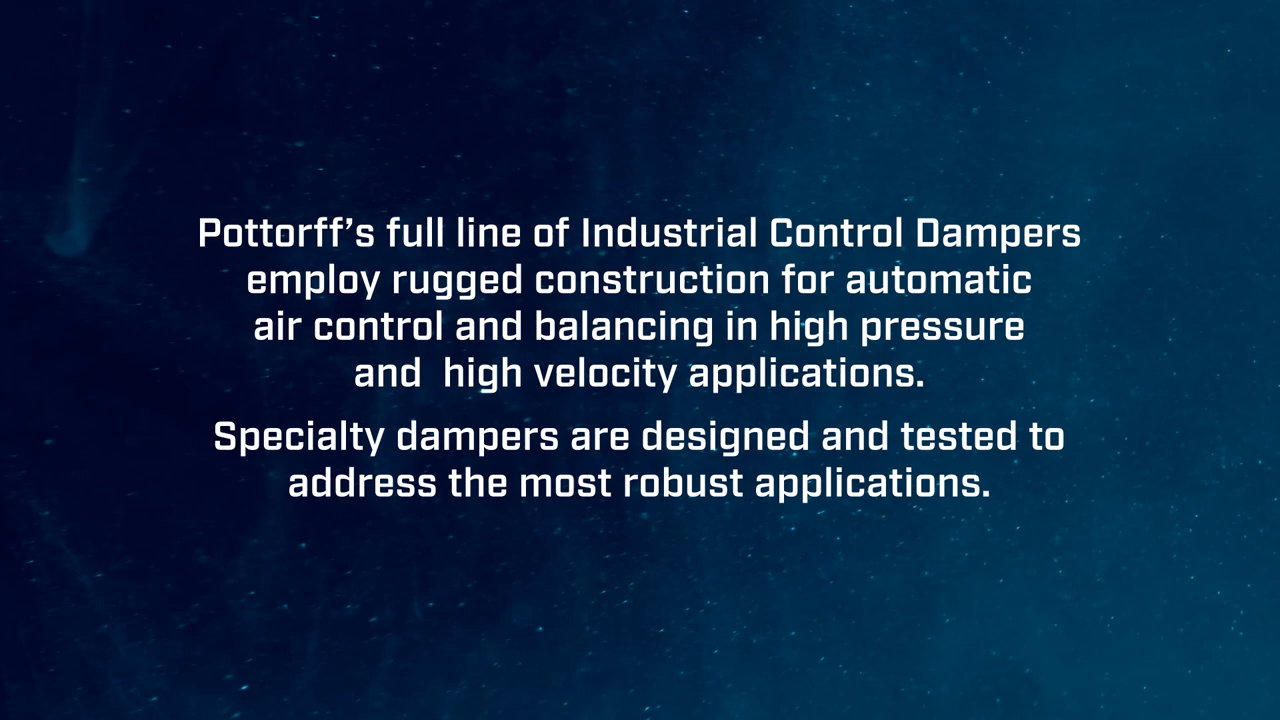 Pottorff’s full line of Industrial Control Dampers
employ rugged construction for automatic
air control and balancing in high pressure
and  high velocity applications.
Specialty dampers are designed and tested to
address the most robust applications.